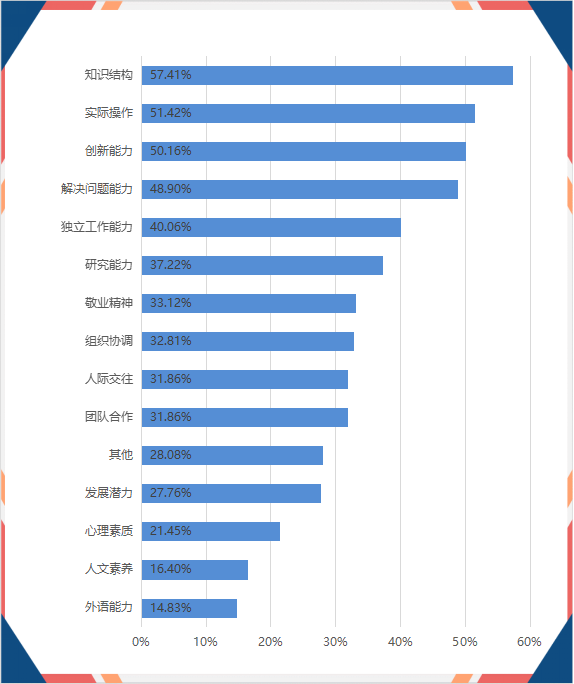 知识结构 57.41%
实际操作 51.42%
创新能力 50.16%
解决问题能力 48.90%
独立工作能力 40.06%
研究能力 37.22%
敬业精神 33.12%
组织协调 32.81%
人际交往 31.86%
团队合作 31.86%
其他 28.08%
发展潜力 27.76%
心理素质 21.45%
人文素养 16.40%
外语能力 14.83%
0% 10% 20% 30% 40% 50% 60%